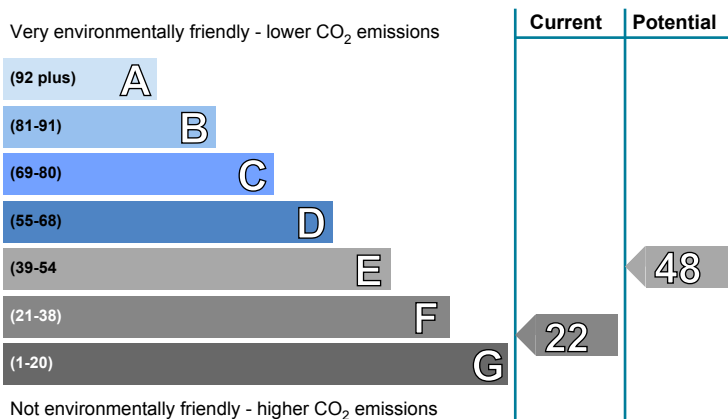 Current Potential
Very environmentally friendly - lower CO₂ emissions
(92 plus) A
(81-91) B
(69-80) C
(55-68) D
(39-54 E
48
(21-38) F
22
(1-20) G
Not environmentally friendly - higher CO₂ emissions